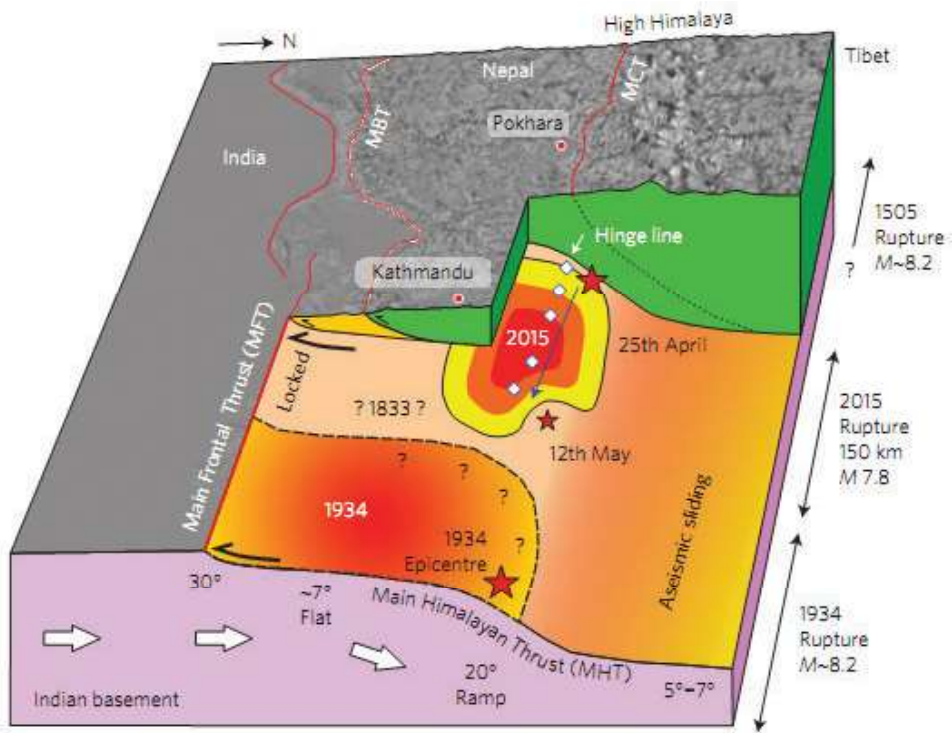 N
High Himalaya
Tibet
Nepal
MBT
MCT
Pokhara
India
1505
Rupture
M~8.2
?
Hinge line
Kathmandu
2015
25th April
Main Frontal Thrust (MFT)
Locked
? 1833 ?
2015
Rupture
150 km
M 7.8
12th May
?
?
?
?
1934
1934
Epicentre
Aseismic sliding
30°
~7°
Flat
Main Himalayan Thrust (MHT)
1934
Rupture
M~8.2
20°
Ramp
5°–7°
Indian basement